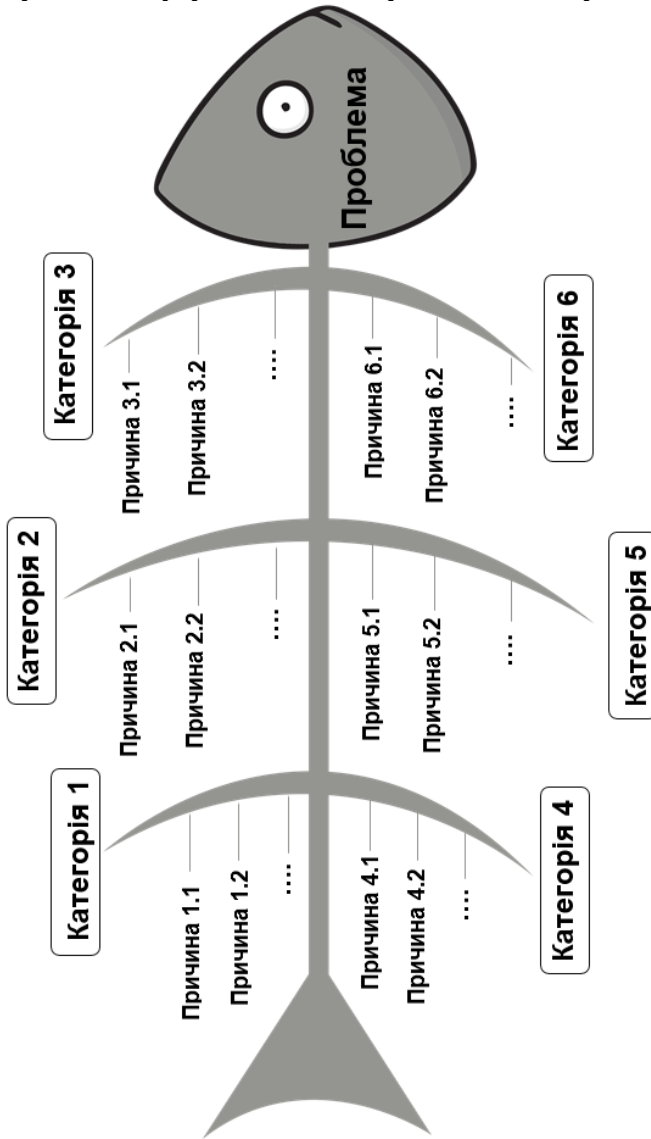 Проблема
Категорія 1
Причина 1.1
Причина 1.2
....
Категорія 2
Причина 2.1
Причина 2.2
....
Категорія 3
Причина 3.1
Причина 3.2
....
Категорія 4
Причина 4.1
Причина 4.2
....
Категорія 5
Причина 5.1
Причина 5.2
....
Категорія 6
Причина 6.1
Причина 6.2
....